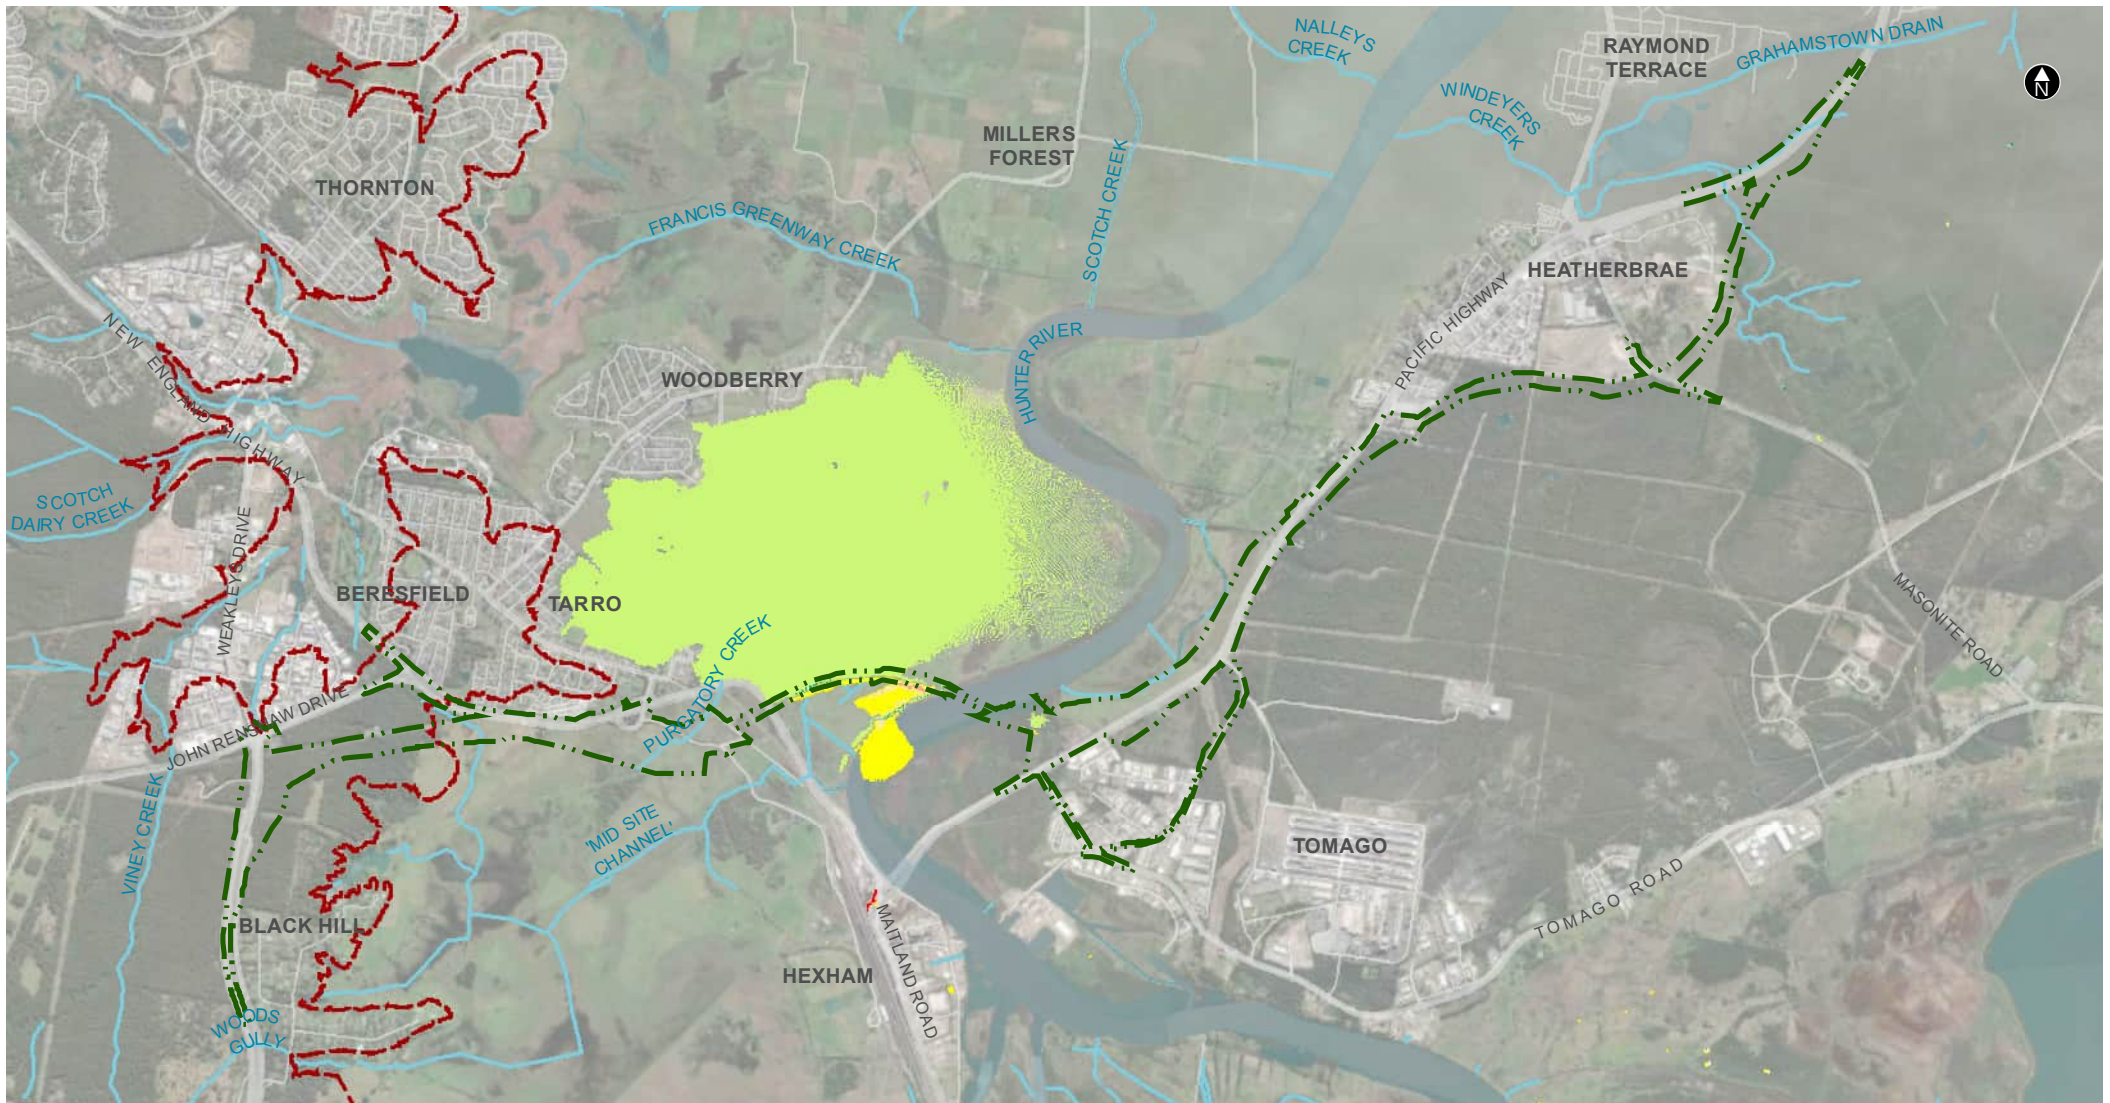 NALLEYS
CREEK
RAYMOND
TERRACE
GRAHAMSTOWN DRAIN
N
WINDEYERS
CREEK
MILLERS
FOREST
SCOTCH CREEK
THORNTON
FRANCIS GREENWAY CREEK
HEATHERBRAE
PACIFIC HIGHWAY
HUNTER RIVER
NEW ENGLAND HIGHWAY
WOODBERRY
SCOTCH
DAIRY CREEK
WEAKLEYS DRIVE
BERESFIELD
TARRO
PURGATORY CREEK
MASONITE ROAD
JOHN RENSHAW DRIVE
VINEY CREEK
'MID SITE
CHANNEL'
TOMAGO
TOMAGO ROAD
BLACK HILL
HEXHAM
MAITLAND ROAD
WOODS
GULLY